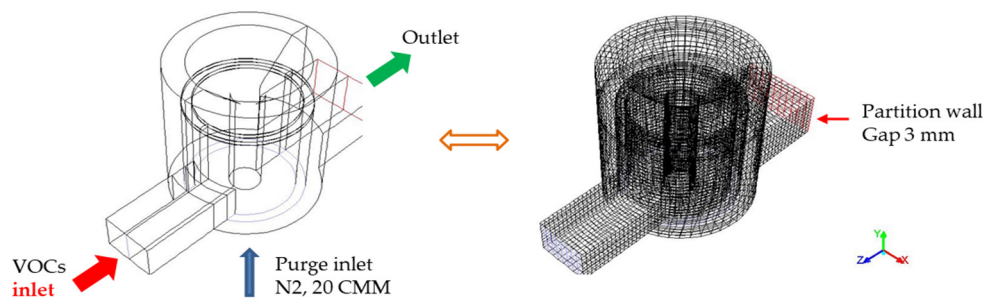 Outlet
Partition wall
Gap 3 mm
VOCs
inlet
Purge inlet
N2, 20 CMM
Y
Z
X